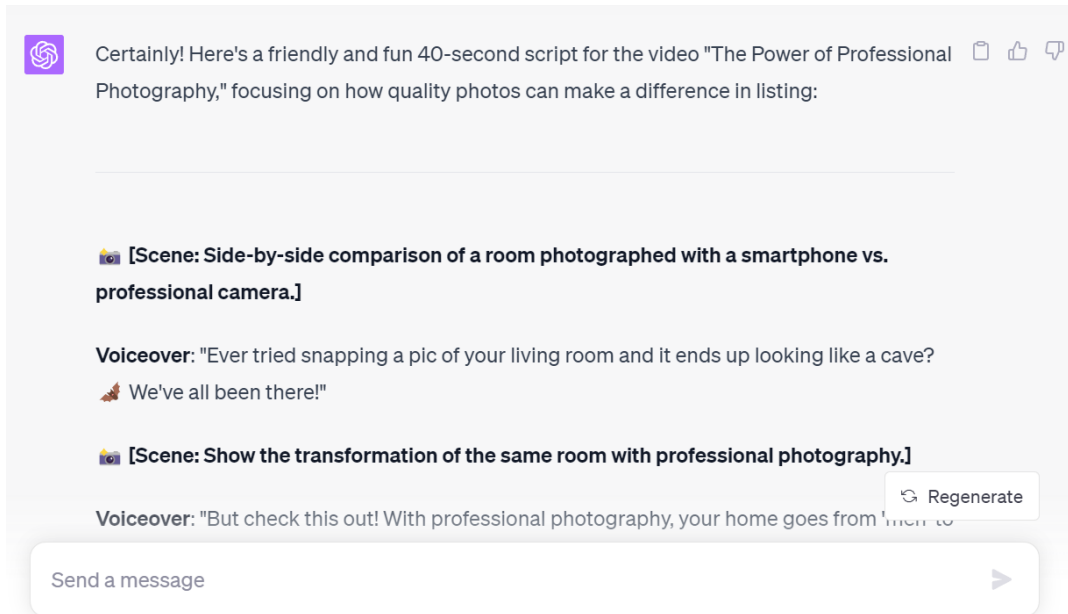 Certainly! Here's a friendly and fun 40-second script for the video "The Power of Professional
Photography," focusing on how quality photos can make a difference in listing:
📸 [Scene: Side-by-side comparison of a room photographed with a smartphone vs.
professional camera.]
Voiceover: "Ever tried snapping a pic of your living room and it ends up looking like a cave?
🦇 We've all been there!"
📸 [Scene: Show the transformation of the same room with professional photography.]
Regenerate
Voiceover: "But check this out! With professional photography, your home goes from 'meh' to
Send a message